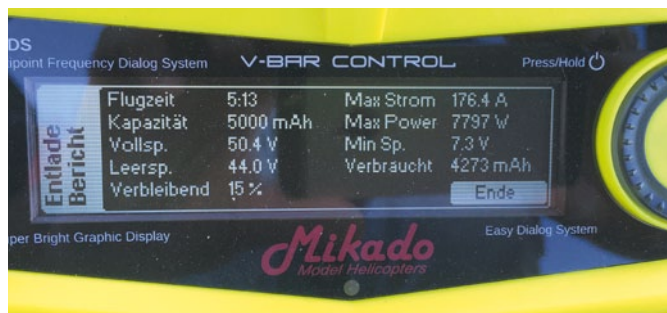 DS
Frequency Dialog System
V-BAR CONTROL
Press/Hold
Entlade Bericht
Flugzeit 5:13 Max Strom 176.4 A
Kapazität 5000 mAh Max Power 7797 W
Vollsp. 50.4 V Min Sp. 7.3 V
Leersp. 44.0 V Verbraucht 4273 mAh
Verbleibend 15 %
Ende
Bright Graphic Display
Easy Dialog System
Mikado
Model Helicopters